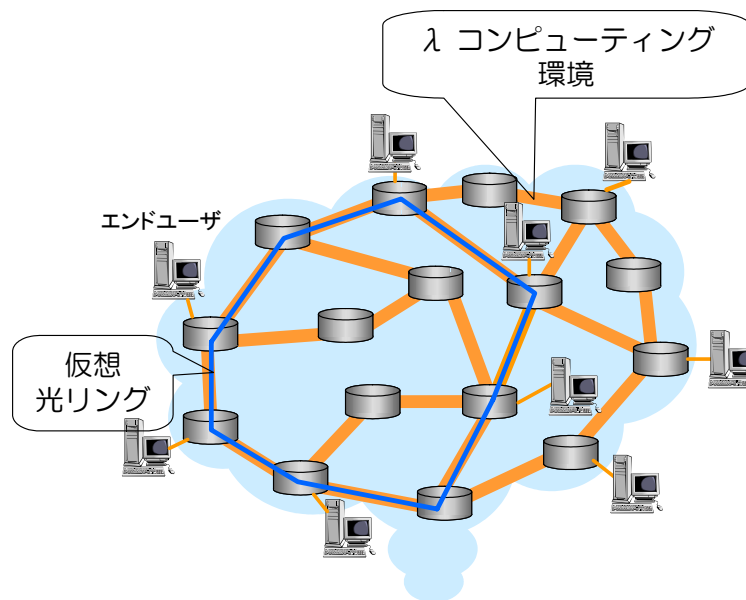 λ コンピューティング
環境
エンドユーザ
仮想
光リング